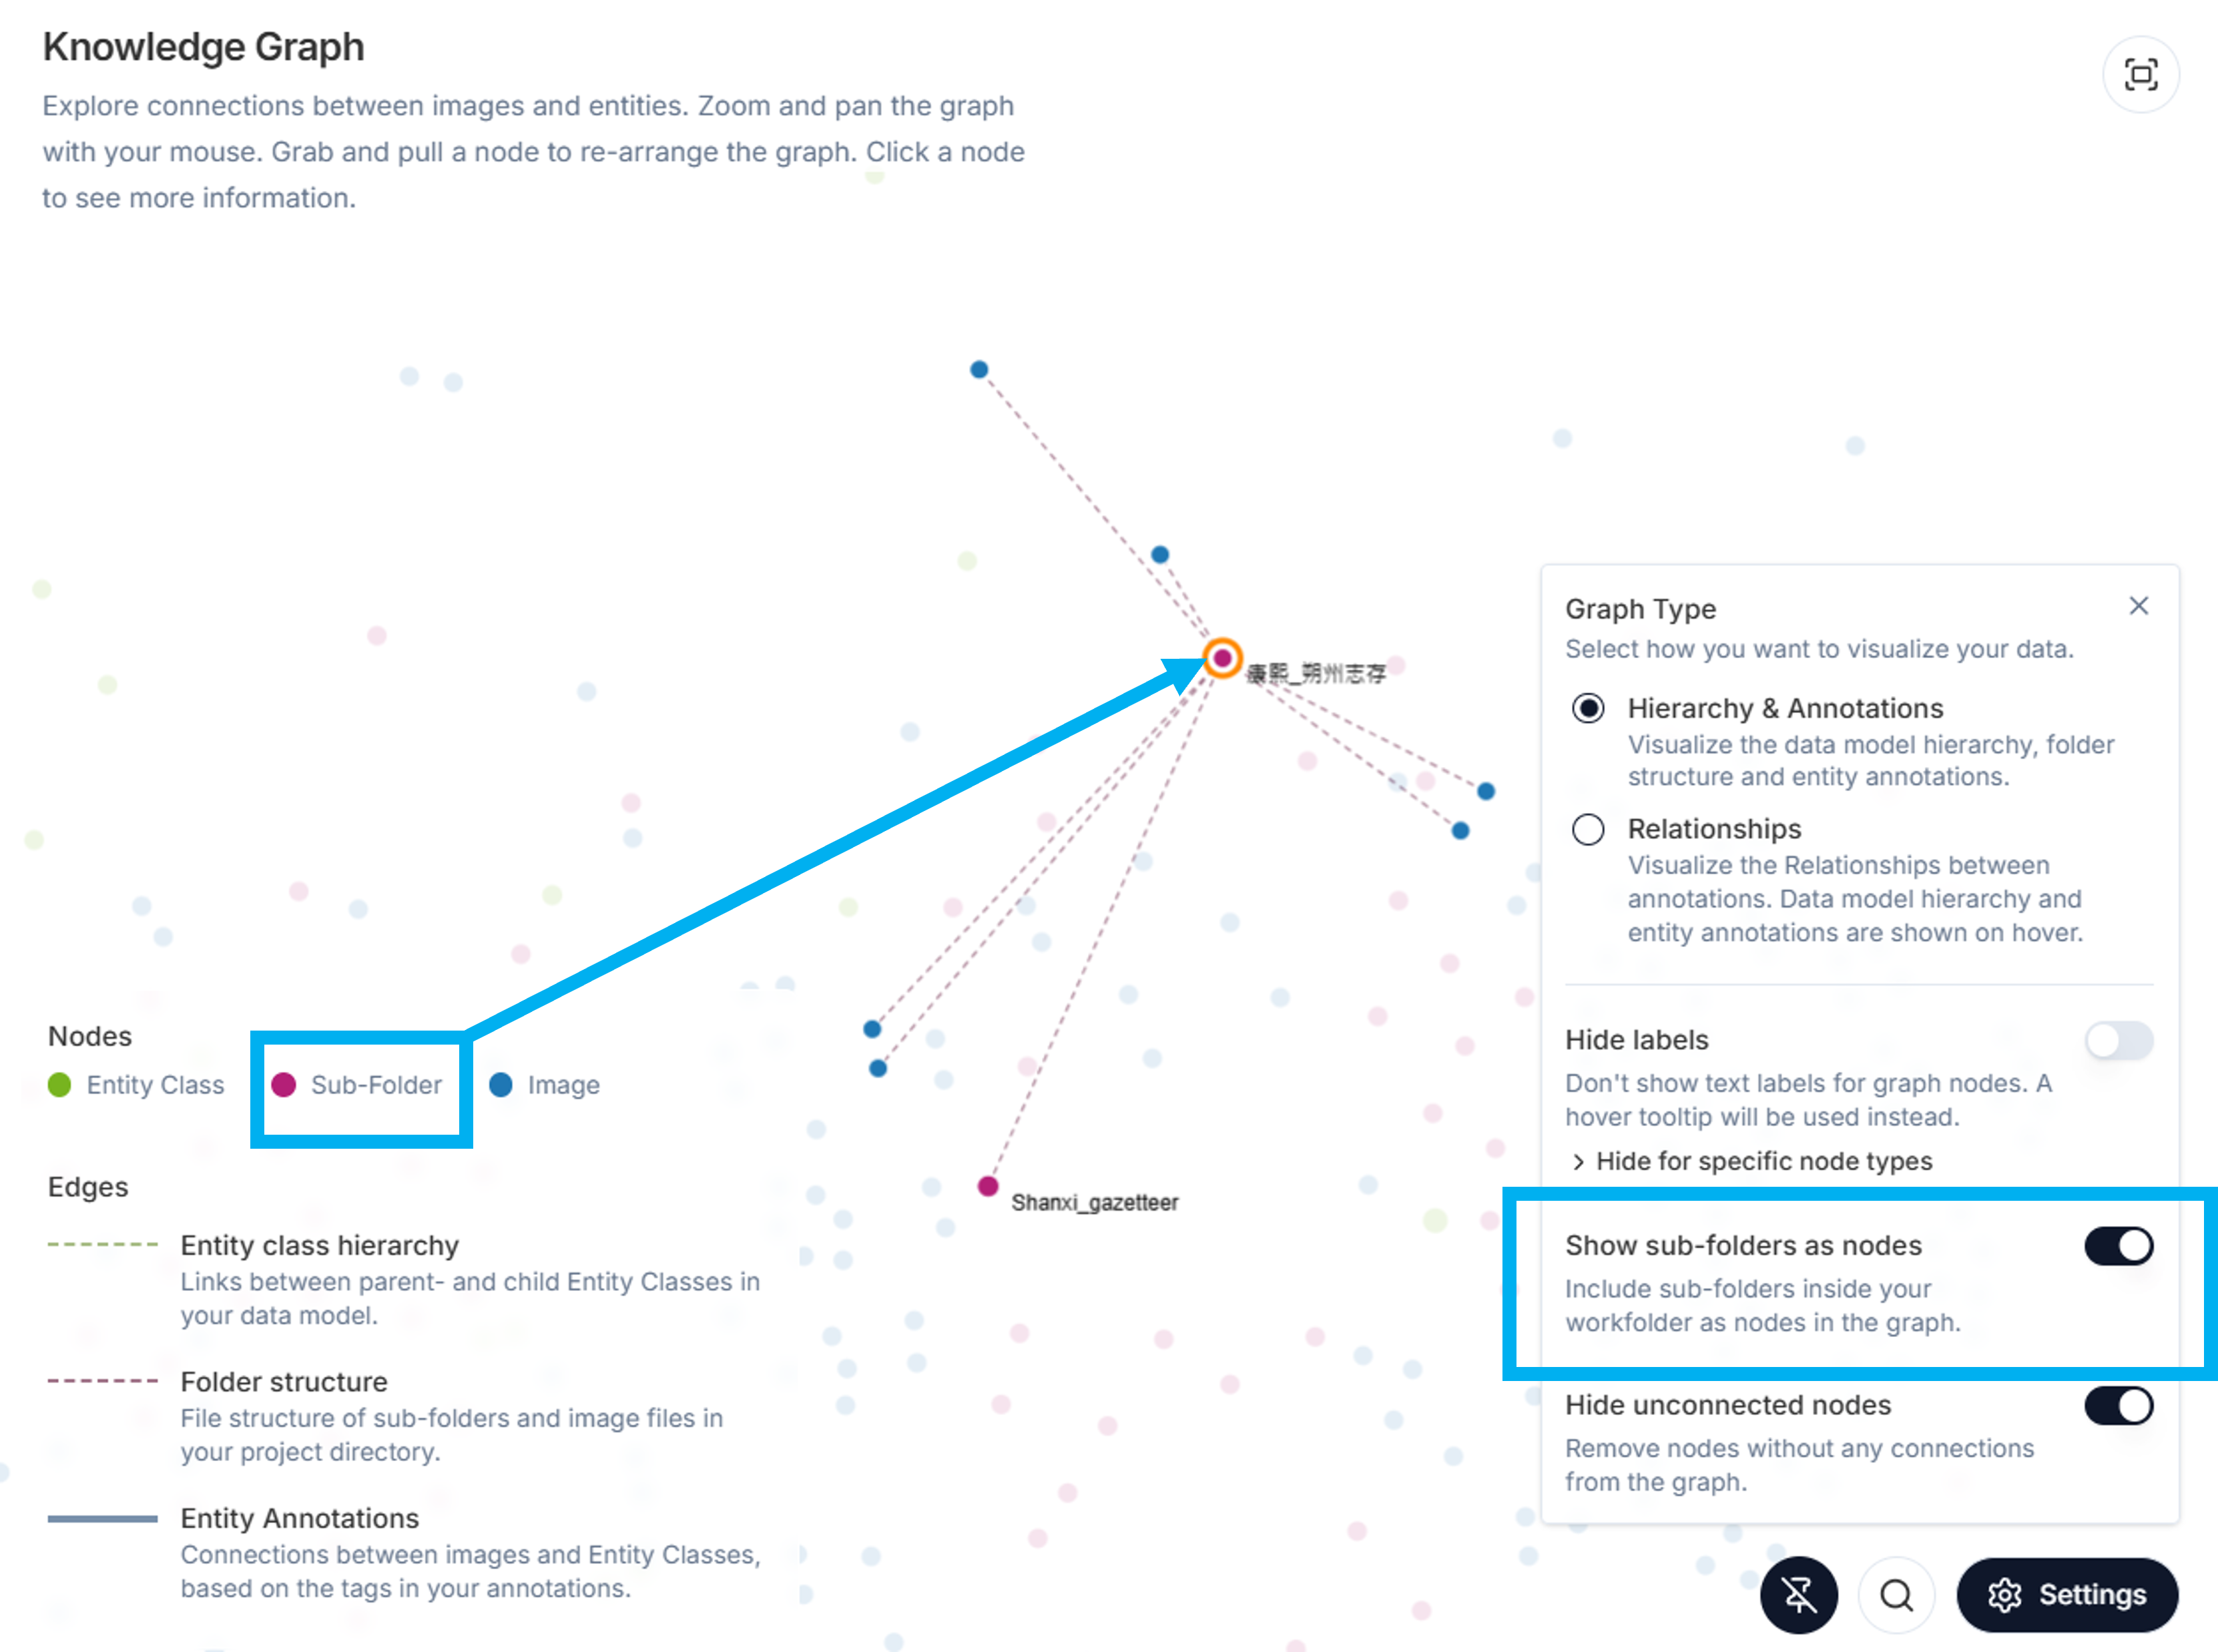 Knowledge Graph
Explore connections between images and entities. Zoom and pan the graph
with your mouse. Grab and pull a node to re-arrange the graph. Click a node
to see more information.
康熙_朔州志存
Shanxi_gazetteer
Nodes
Entity Class
Sub-Folder
Image
Edges
Entity class hierarchy
Links between parent- and child Entity Classes in
your data model.
Folder structure
File structure of sub-folders and image files in
your project directory.
Entity Annotations
Connections between images and Entity Classes,
based on the tags in your annotations.
Graph Type
Select how you want to visualize your data.
Hierarchy & Annotations
Visualize the data model hierarchy, folder
structure and entity annotations.
Relationships
Visualize the Relationships between
annotations. Data model hierarchy and
entity annotations are shown on hover.
Hide labels
Don't show text labels for graph nodes. A
hover tooltip will be used instead.
Hide for specific node types
Show sub-folders as nodes
Include sub-folders inside your
workfolder as nodes in the graph.
Hide unconnected nodes
Remove nodes without any connections
from the graph.
Settings